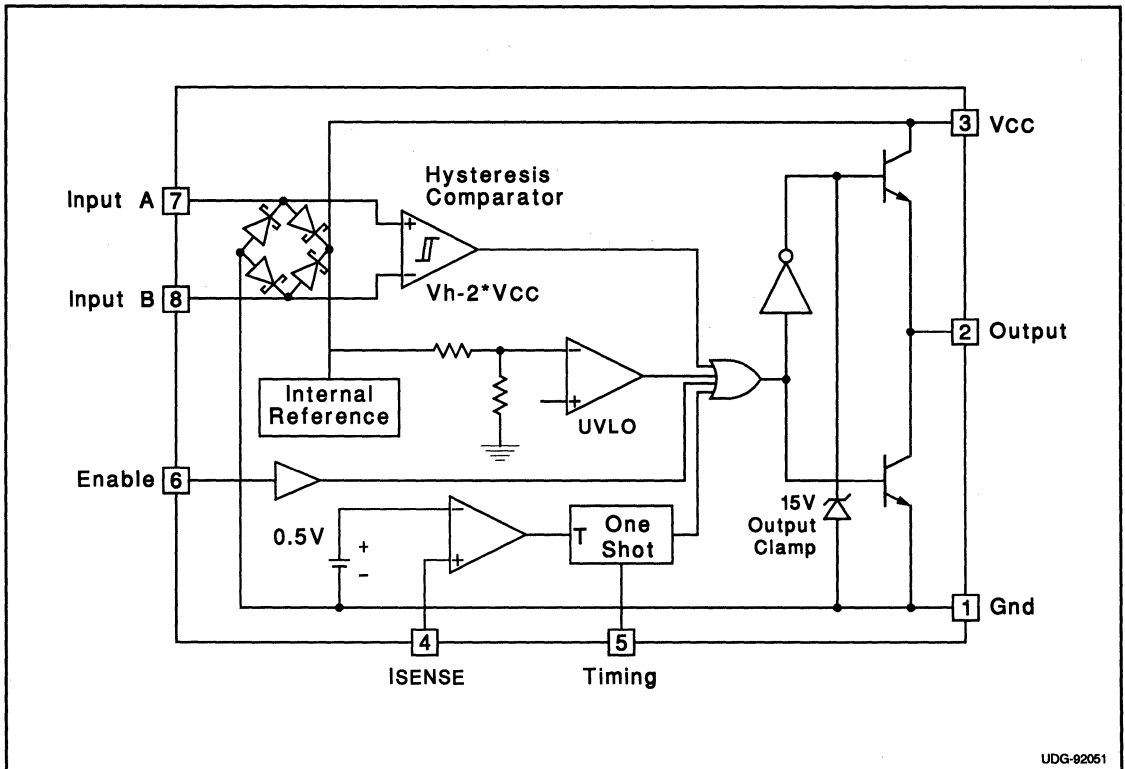 3 VCC
Hysteresis
Comparator
Input A 7
+
−
Input B 8
Vh-2*VCC
2 Output
Internal
Reference
−
+
UVLO
Enable 6
0.5V
+
-
−
+
T One
Shot
15V
Output
Clamp
1 Gnd
4
5
ISENSE
Timing
UDG-92051